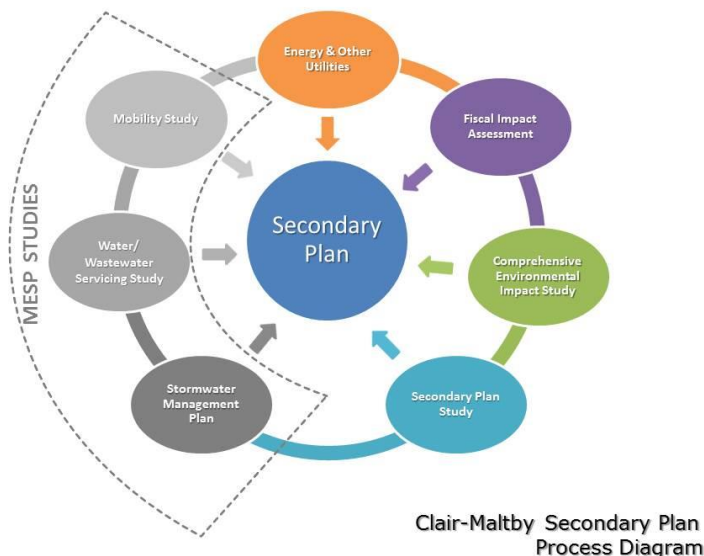 Energy & Other
Utilities
Mobility Study
Fiscal Impact
Assessment
MESP STUDIES
Secondary
Plan
Water/
Wastewater
Servicing Study
Comprehensive
Environmental
Impact Study
Stormwater
Management
Plan
Secondary Plan
Study
Clair-Maltby Secondary Plan
Process Diagram